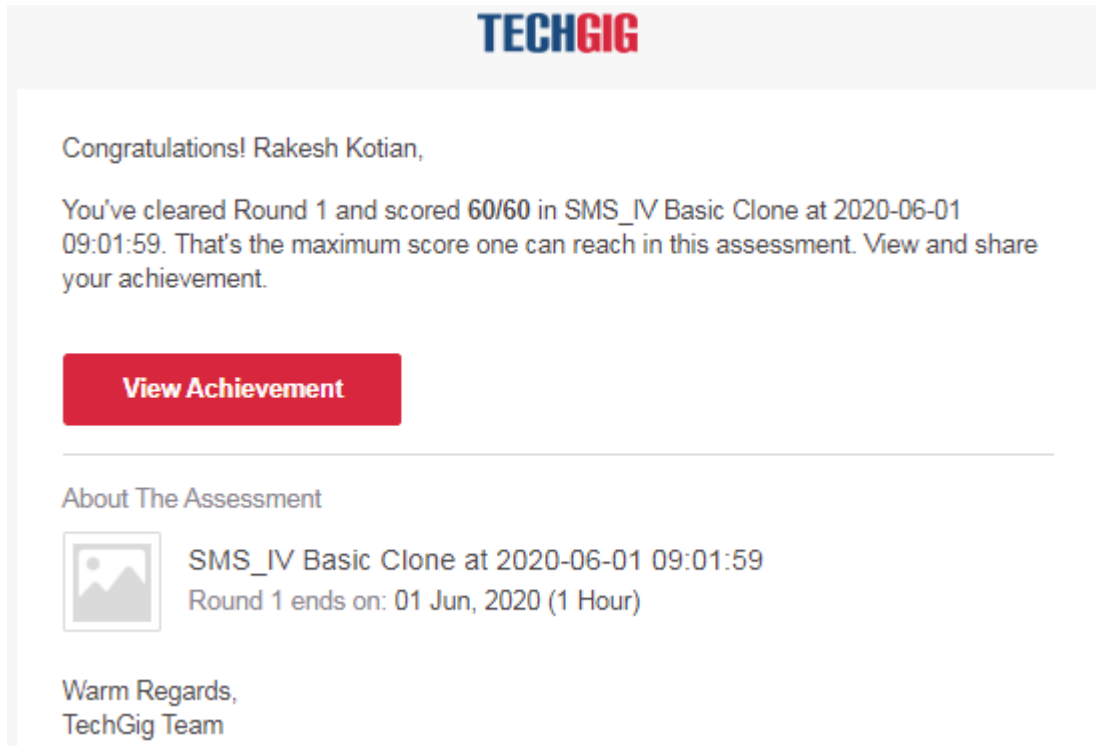 TECHGIG
Congratulations! Rakesh Kotian,
You've cleared Round 1 and scored 60/60 in SMS_IV Basic Clone at 2020-06-01
09:01:59. That's the maximum score one can reach in this assessment. View and share
your achievement.
View Achievement
About The Assessment
SMS_IV Basic Clone at 2020-06-01 09:01:59
Round 1 ends on: 01 Jun, 2020 (1 Hour)
Warm Regards,
TechGig Team